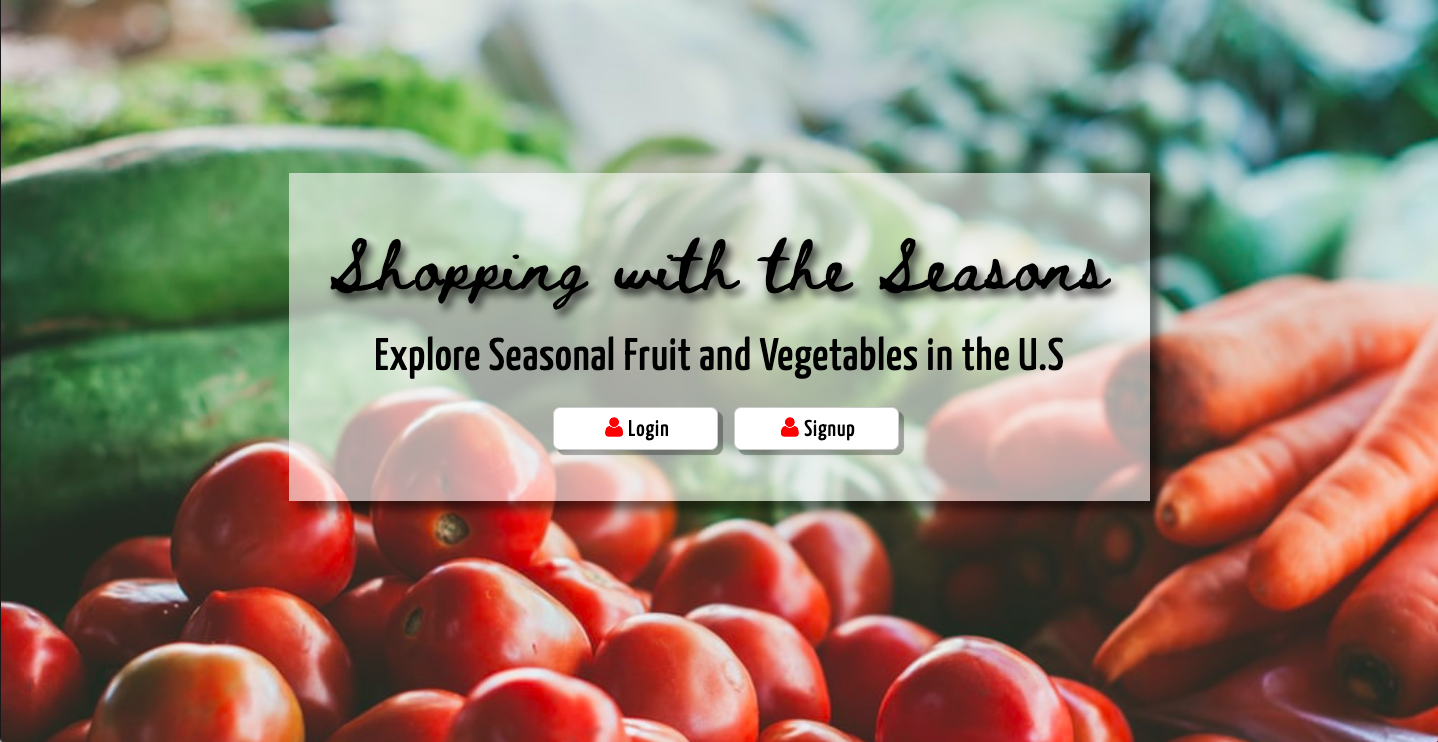 Shopping with the Seasons
Explore Seasonal Fruit and Vegetables in the U.S
Login Signup